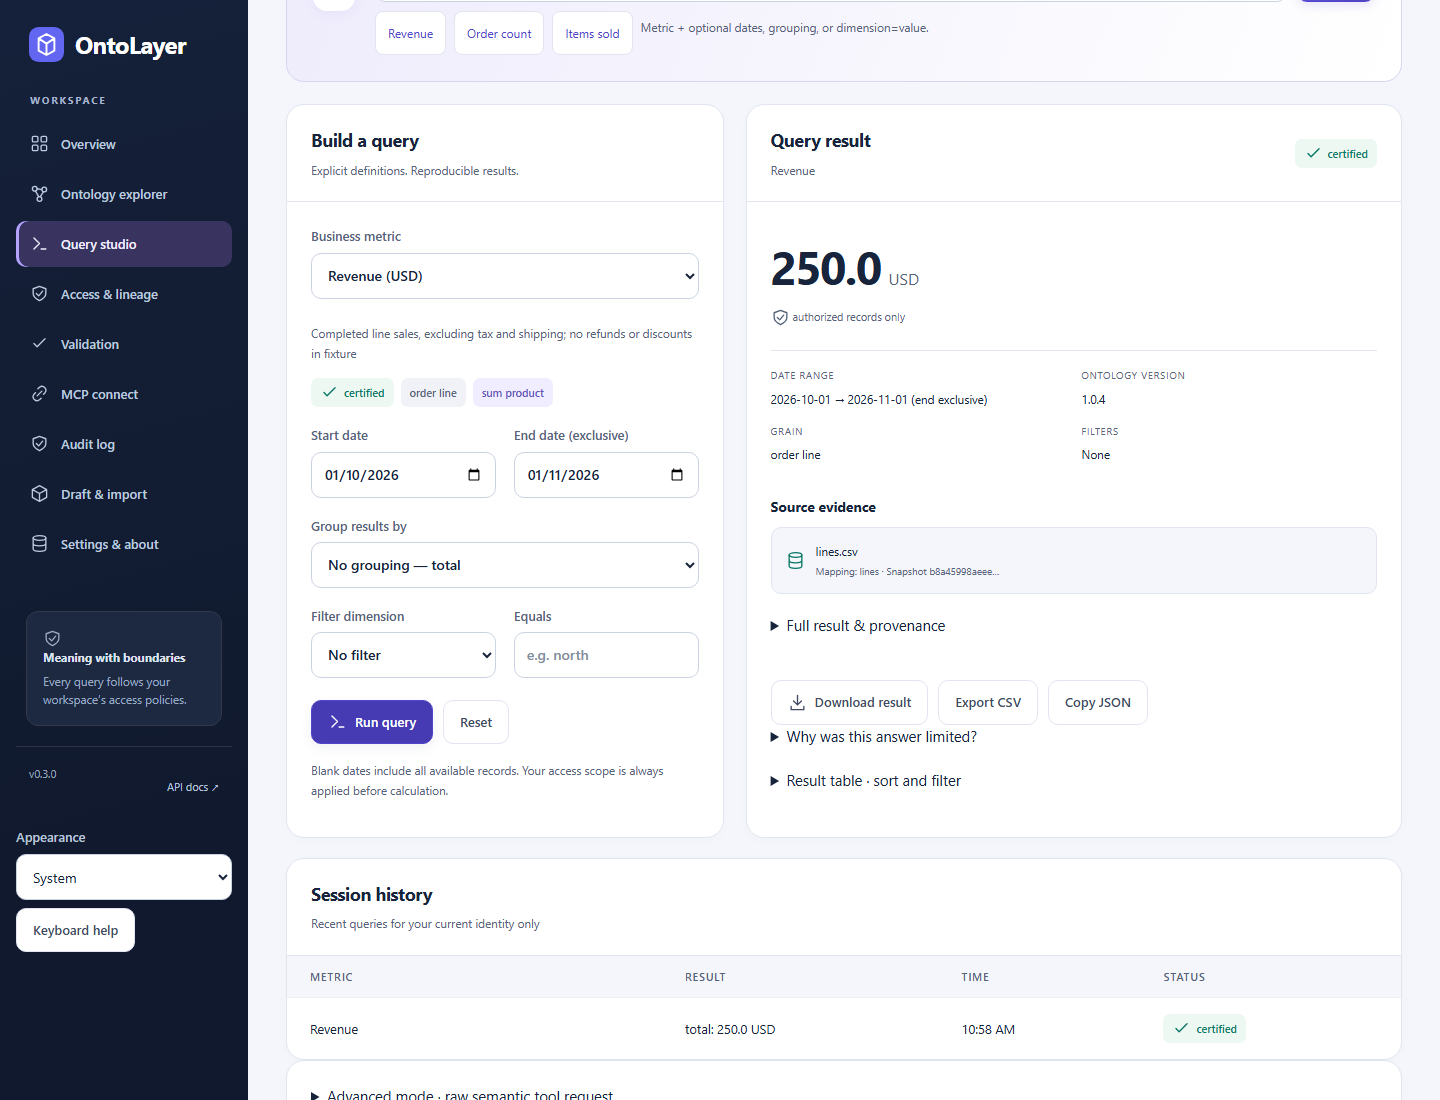 OntoLayer
WORKSPACE
Overview
Ontology explorer
Query studio
Access & lineage
Validation
MCP connect
Audit log
Draft & import
Settings & about
Meaning with boundaries
Every query follows your
workspace's access policies.
v0.3.0
API docs ↗
Appearance
System
Keyboard help
Revenue
Order count
Items sold
Metric + optional dates, grouping, or dimension=value.
Build a query
Explicit definitions. Reproducible results.
Business metric
Revenue (USD)
Completed line sales, excluding tax and shipping; no refunds or discounts
in fixture
certified
order line
sum product
Start date
End date (exclusive)
01/10/2026
01/11/2026
Group results by
No grouping — total
Filter dimension
Equals
No filter
e.g. north
Run query
Reset
Blank dates include all available records. Your access scope is always
applied before calculation.
Query result
Revenue
certified
250.0 USD
authorized records only
DATE RANGE
2026-10-01 → 2026-11-01 (end exclusive)
ONTOLOGY VERSION
1.0.4
GRAIN
order line
FILTERS
None
Source evidence
lines.csv
Mapping: lines · Snapshot b8a45998aeee…
Full result & provenance
Download result
Export CSV
Copy JSON
Why was this answer limited?
Result table · sort and filter
Session history
Recent queries for your current identity only
METRIC
RESULT
TIME
STATUS
Revenue
total: 250.0 USD
10:58 AM
certified
Advanced mode · raw semantic tool request